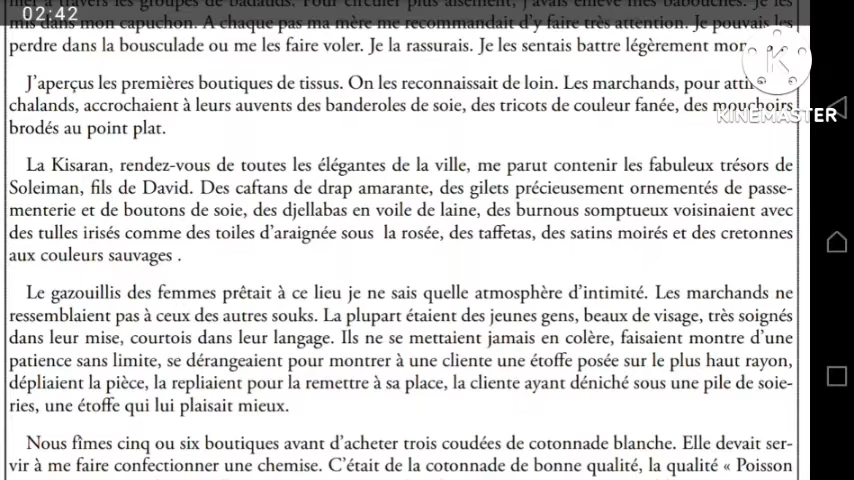 02:42
mis dans mon capuchon. A chaque pas ma mère me recommandait d'y faire très attention. Je pouvais les
perdre dans la bousculade ou me les faire voler. Je la rassurais. Je les sentais battre légèrement
J'aperçus les premières boutiques de tissus. On les reconnaissait de loin. Les marchands, pour
chalands, accrochaient à leurs auvents des banderoles de soie, des tricots de couleur fanée, des mouchoirs
brodés au point plat.
K
KINEMASTER
La Kisaran, rendez-vous de toutes les élégantes de la ville, me parut contenir les fabuleux trésors de
Soleiman, fils de David. Des caftans de drap amarante, des gilets précieusement ornementés de passe-
menterie et de boutons de soie, des djellabas en voile de laine, des burnous somptueux voisinaient avec
des tulles irisés comme des toiles d'araignée sous la rosée, des taffetas, des satins moirés et des cretonnes
aux couleurs sauvages .
Le gazouillis des femmes prêtait à ce lieu je ne sais quelle atmosphère d'intimité. Les marchands ne
ressemblaient pas à ceux des autres souks. La plupart étaient des jeunes gens, beaux de visage, très soignés
dans leur mise, courtois dans leur langage. Ils ne se mettaient jamais en colère, faisaient montre d'une
patience sans limite, se dérangeaient pour montrer à une cliente une étoffe posée sur le plus haut rayon,
dépliaient la pièce, la repliaient pour la remettre à sa place, la cliente ayant déniché sous une pile de soie-
ries, une étoffe qui lui plaisait mieux.
Nous fîmes cinq ou six boutiques avant d'acheter trois coudées de cotonnade blanche. Elle devait ser-
vir à me faire confectionner une chemise. C'était de la cotonnade de bonne qualité, la qualité « Poisson